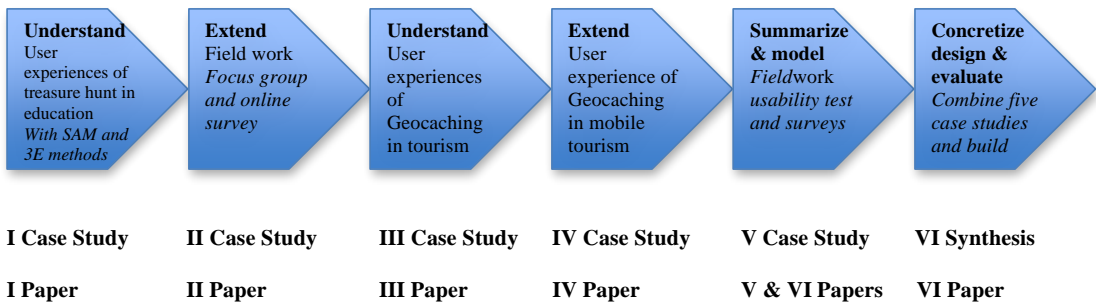 Understand
User
experiences of
treasure hunt in
education
With SAM and
3E methods
Extend
Field work
Focus group
and online
survey
Understand
User
experiences
of
Geocaching
in tourism
Extend
User
experience of
Geocaching
in mobile
tourism
Summarize
& model
Fieldwork
usability test
and surveys
Concretize
design &
evaluate
Combine five
case studies
and build
I Case Study
II Case Study
III Case Study
IV Case Study
V Case Study
VI Synthesis
I Paper
II Paper
III Paper
IV Paper
V & VI Papers
VI Paper